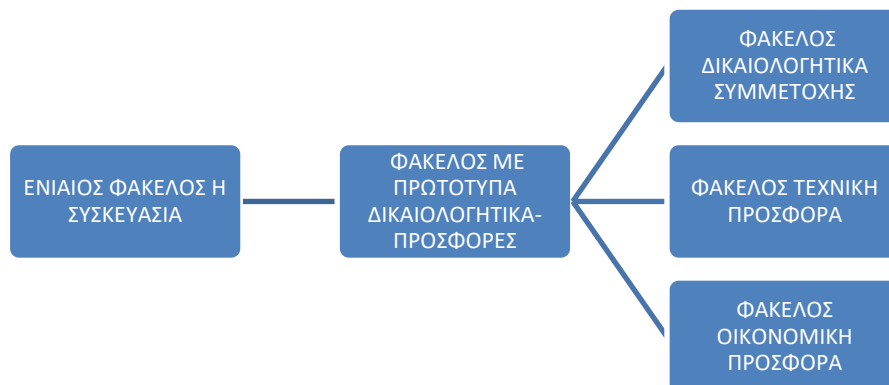 ΕΝΙΑΙΟΣ ΦΑΚΕΛΟΣ Η
ΣΥΣΚΕΥΑΣΙΑ
ΦΑΚΕΛΟΣ ΜΕ
ΠΡΩΤΟΤΥΠΑ
ΔΙΚΑΙΟΛΟΓΗΤΙΚΑ-
ΠΡΟΣΦΟΡΕΣ
ΦΑΚΕΛΟΣ
ΔΙΚΑΙΟΛΟΓΗΤΙΚΑ
ΣΥΜΜΕΤΟΧΗΣ
ΦΑΚΕΛΟΣ ΤΕΧΝΙΚΗ
ΠΡΟΣΦΟΡΑ
ΦΑΚΕΛΟΣ
ΟΙΚΟΝΟΜΙΚΗ
ΠΡΟΣΦΟΡΑ